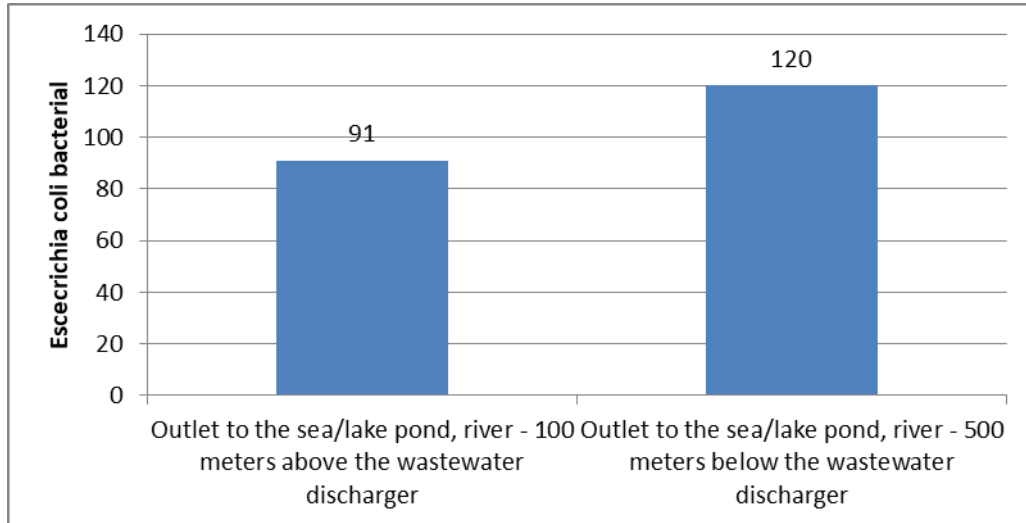 140
120
100
80
60
40
20
0
Escecrichia coli bacterial
91
120
Outlet to the sea/lake pond, river - 100
meters above the wastewater
discharger
Outlet to the sea/lake pond, river - 500
meters below the wastewater
discharger